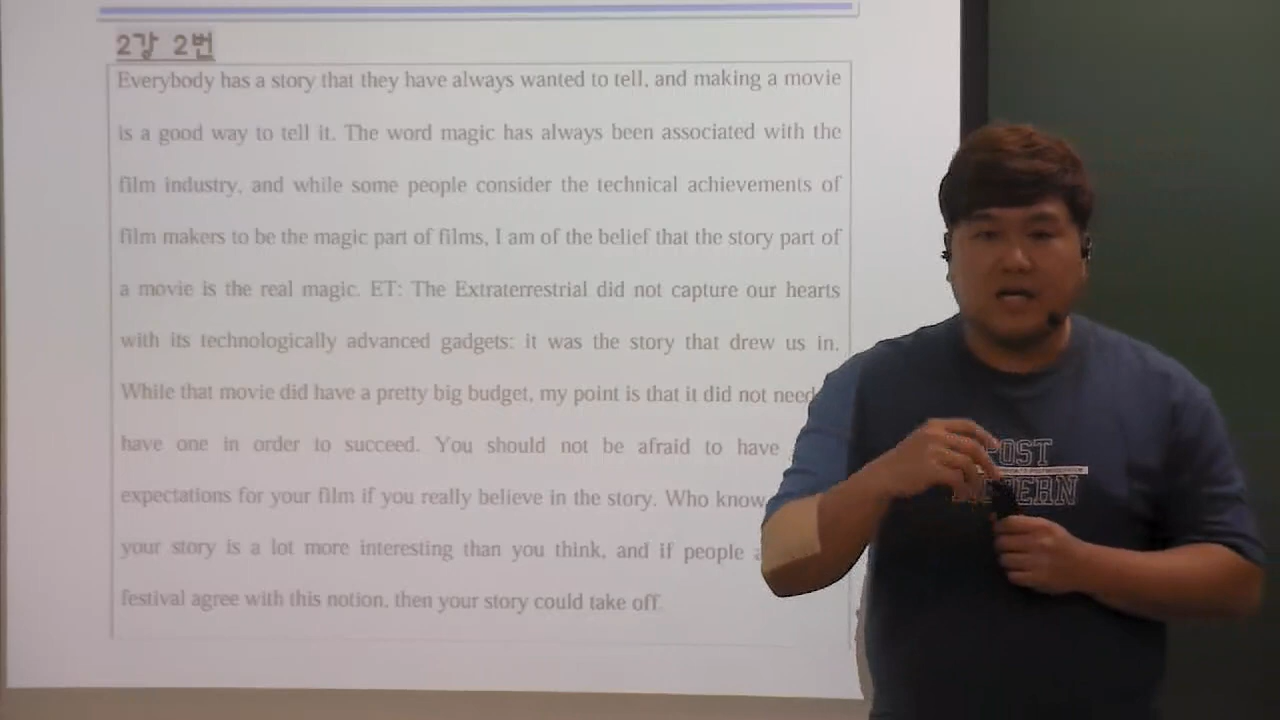 2강 2번
Everybody has a story that they have always wanted to tell, and making a movie
is a good way to tell it. The word magic has always been associated with the
film industry, and while some people consider the technical achievements of
film makers to be the magic part of films, I am of the belief that the story part of
a movie is the real magic. ET: The Extraterrestrial did not capture our hearts
with its technologically advanced gadgets: it was the story that drew us in.
While that movie did have a pretty big budget, my point is that it did not need
have one in order to succeed. You should not be afraid to have
expectations for your film if you really believe in the story. Who know
your story is a lot more interesting than you think, and if people
festival agree with this notion, then your story could take off.
POST